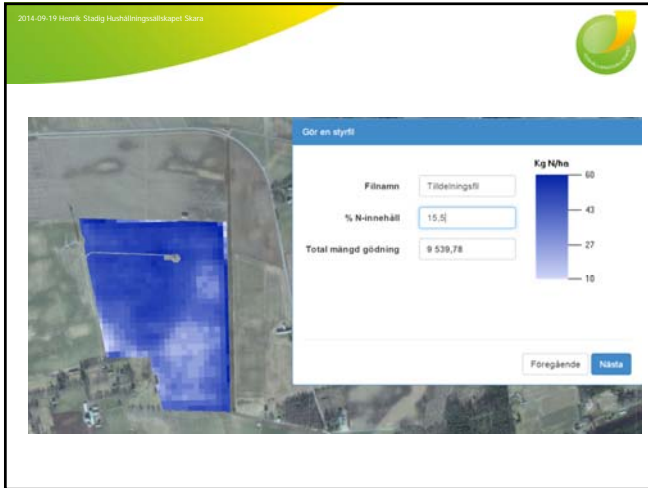 2014-09-19 Henrik Stadig Hushållningssällskapet Skara
Gör en styrfil
Filnamn Tilldelningsfil
% N-innehåll 15,5
Total mängd gödning 9 539,78
Kg N/ha
60
43
27
10
Föregående Nästa